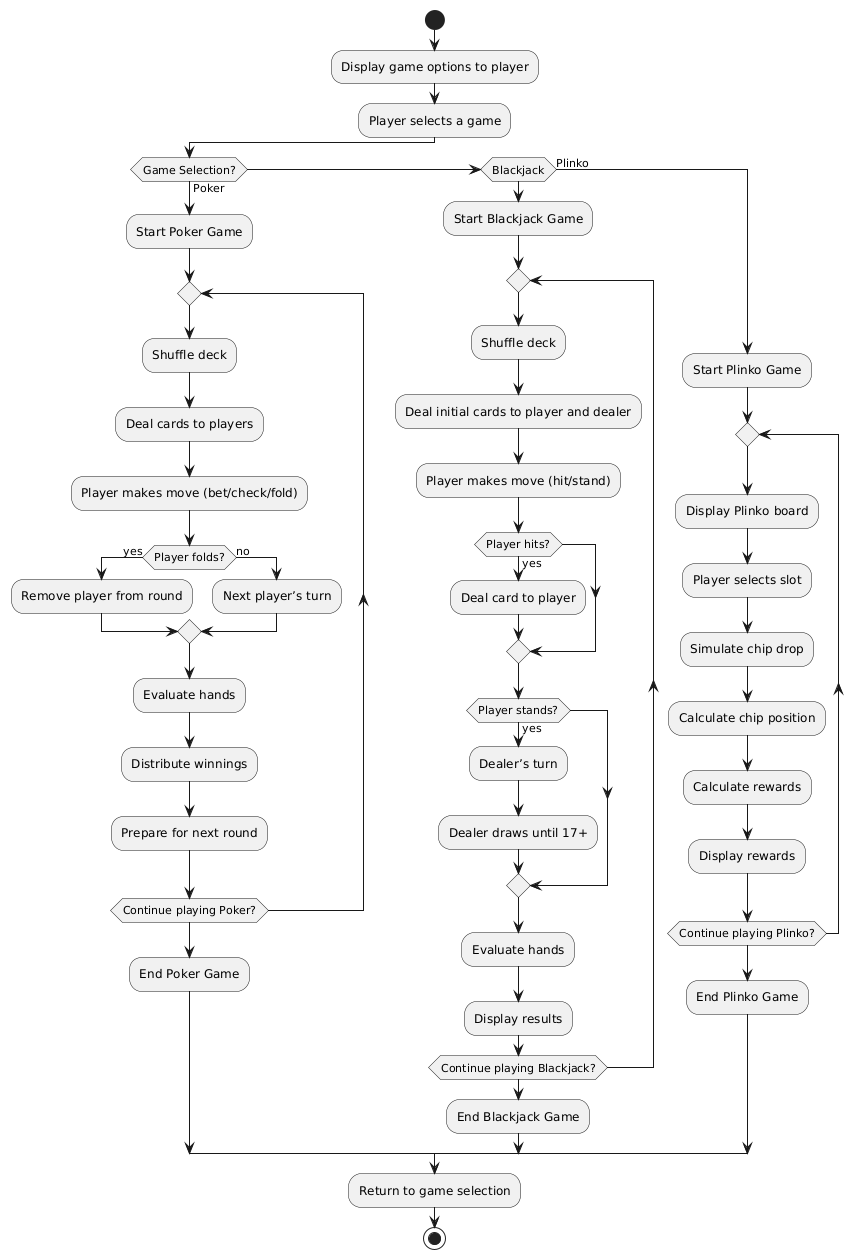 Display game options to player
Player selects a game
Game Selection?
Poker
Start Poker Game
Shuffle deck
Deal cards to players
Player makes move (bet/check/fold)
Player folds?
yes
no
Remove player from round
Next player’s turn
Evaluate hands
Distribute winnings
Prepare for next round
Continue playing Poker?
End Poker Game
Blackjack
Start Blackjack Game
Shuffle deck
Deal initial cards to player and dealer
Player makes move (hit/stand)
Player hits?
yes
Deal card to player
Player stands?
yes
Dealer’s turn
Dealer draws until 17+
Evaluate hands
Display results
Continue playing Blackjack?
End Blackjack Game
Plinko
Start Plinko Game
Display Plinko board
Player selects slot
Simulate chip drop
Calculate chip position
Calculate rewards
Display rewards
Continue playing Plinko?
End Plinko Game
Return to game selection